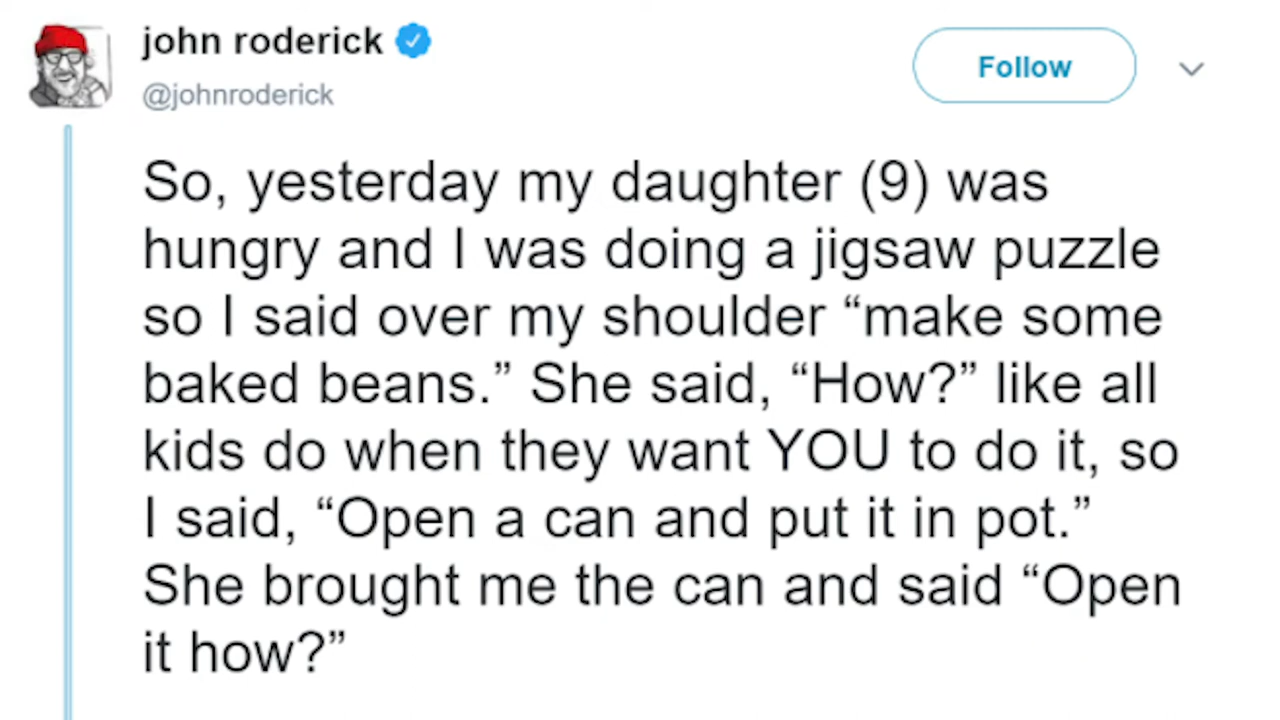 john roderick
@johnroderick
Follow
So, yesterday my daughter (9) was
hungry and I was doing a jigsaw puzzle
so I said over my shoulder “make some
baked beans.” She said, “How?” like all
kids do when they want YOU to do it, so
I said, “Open a can and put it in pot.”
She brought me the can and said “Open
it how?”